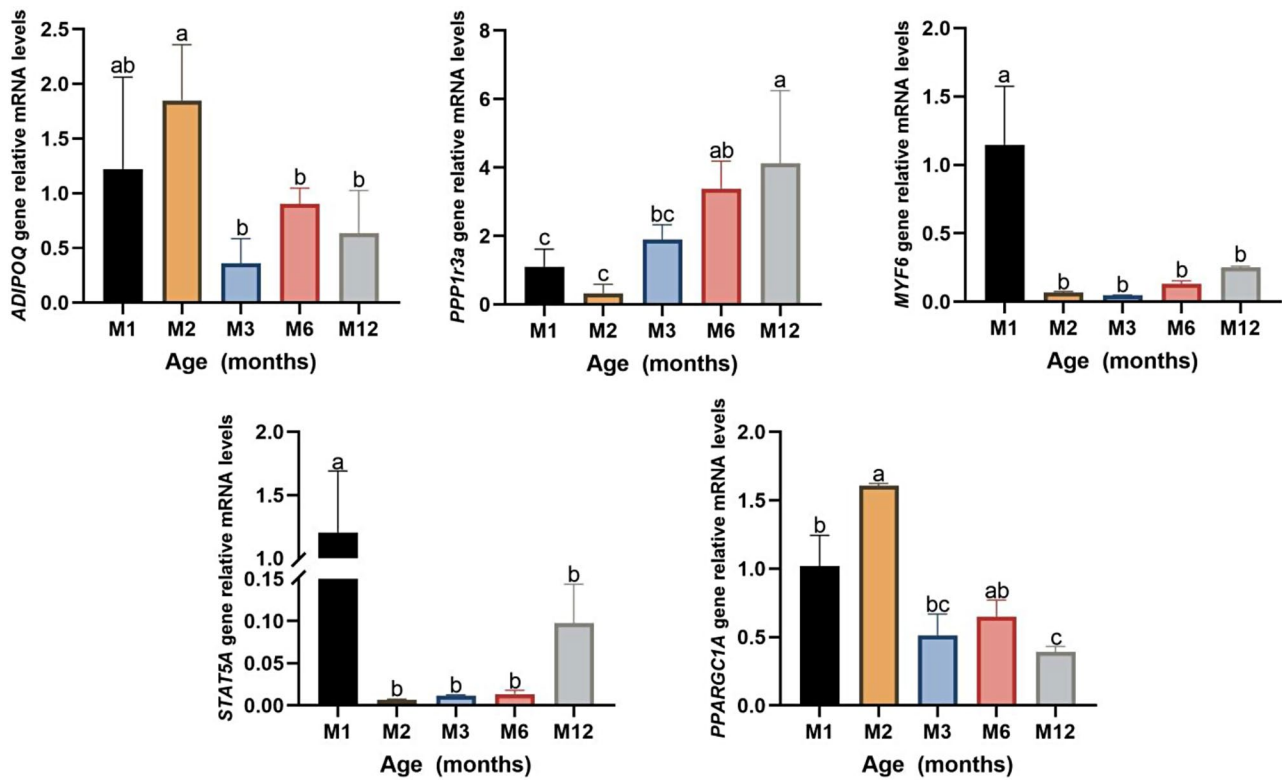 ADIPOQ gene relative mRNA levels
2.5
2.0
1.5
1.0
0.5
0.0
ab
a
b
b
b
M1 M2 M3 M6 M12
Age (months)
PPP1r3a gene relative mRNA levels
8
6
4
2
0
c
c
bc
ab
a
M1 M2 M3 M6 M12
Age (months)
MYF6 gene relative mRNA levels
2.0
1.5
1.0
0.5
0.0
a
b
b
b
b
M1 M2 M3 M6 M12
Age (months)
STAT5A gene relative mRNA levels
2.0
1.5
1.0
0.15
0.10
0.05
0.00
a
b
b
b
b
M1 M2 M3 M6 M12
Age (months)
PPARGC1A gene relative mRNA levels
2.0
1.5
1.0
0.5
0.0
b
a
bc
ab
c
M1 M2 M3 M6 M12
Age (months)